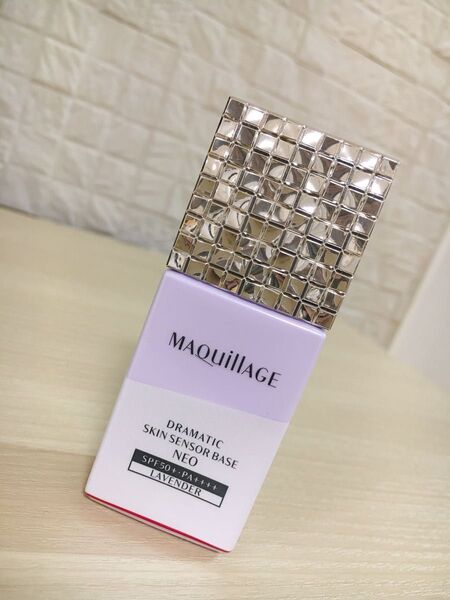 MAQuillAGE
DRAMATIC
SKIN SENSOR BASE
NEO
SPF50+・PA++++
LAVENDER